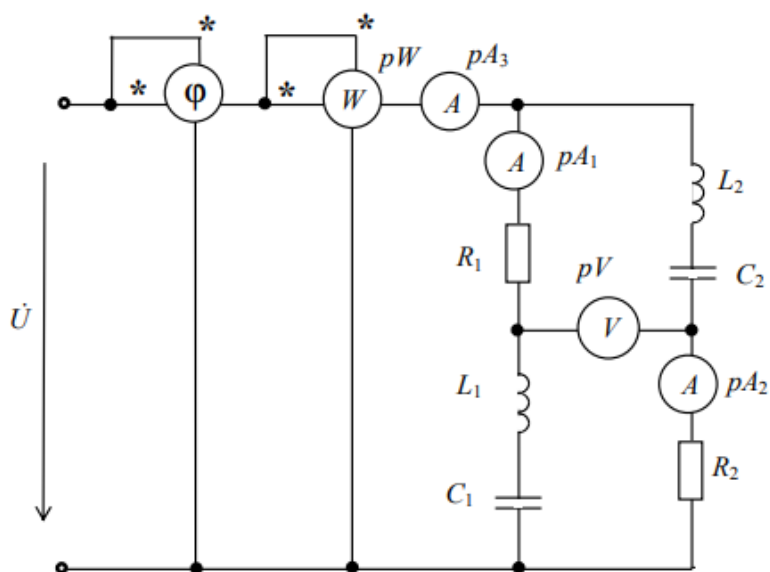 * * pW pA₃
* φ * W A
A pA₁
L₂
R₁ pV C₂
U̇ V
L₁ A pA₂
C₁ R₂